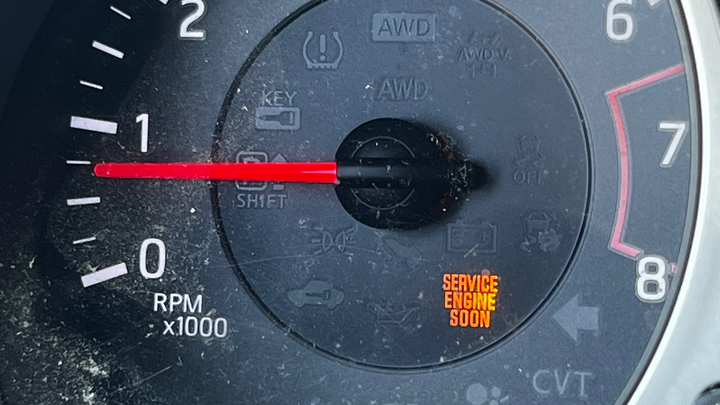 2
6
AWD
AWD
KEY
1
7
SHIFT
OFF
0
8
SERVICE
ENGINE
SOON
RPM
x1000
CVT